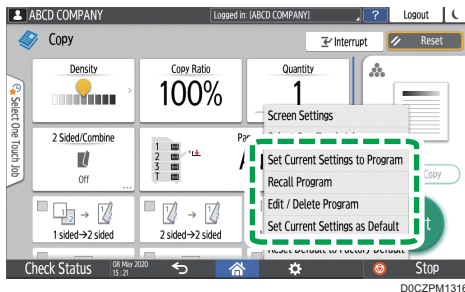 ABCD COMPANY
Logged in: [ABCD COMPANY]
?
Logout
Copy
Interrupt
Reset
Select One Touch Job
Density
Copy Ratio
100%
Quantity
1
Screen Settings
Set Current Settings to Program
Recall Program
Edit / Delete Program
Set Current Settings as Default
Reset Default to Factory Default
2 Sided/Combine
Off
1
2
3
T
Copy
1 sided→2 sided
2 sided→2 sided
Check Status
08 May 2020
15:21
Stop
D0CZPM1316